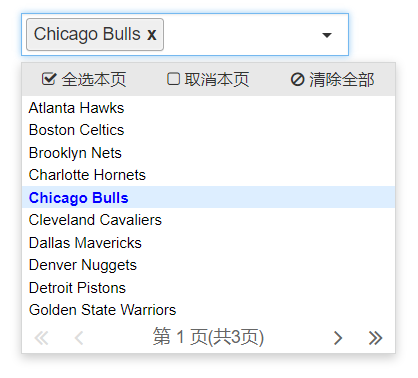 Chicago Bulls x
全选本页 取消本页 清除全部
Atlanta Hawks
Boston Celtics
Brooklyn Nets
Charlotte Hornets
Chicago Bulls
Cleveland Cavaliers
Dallas Mavericks
Denver Nuggets
Detroit Pistons
Golden State Warriors
第 1 页(共3页)